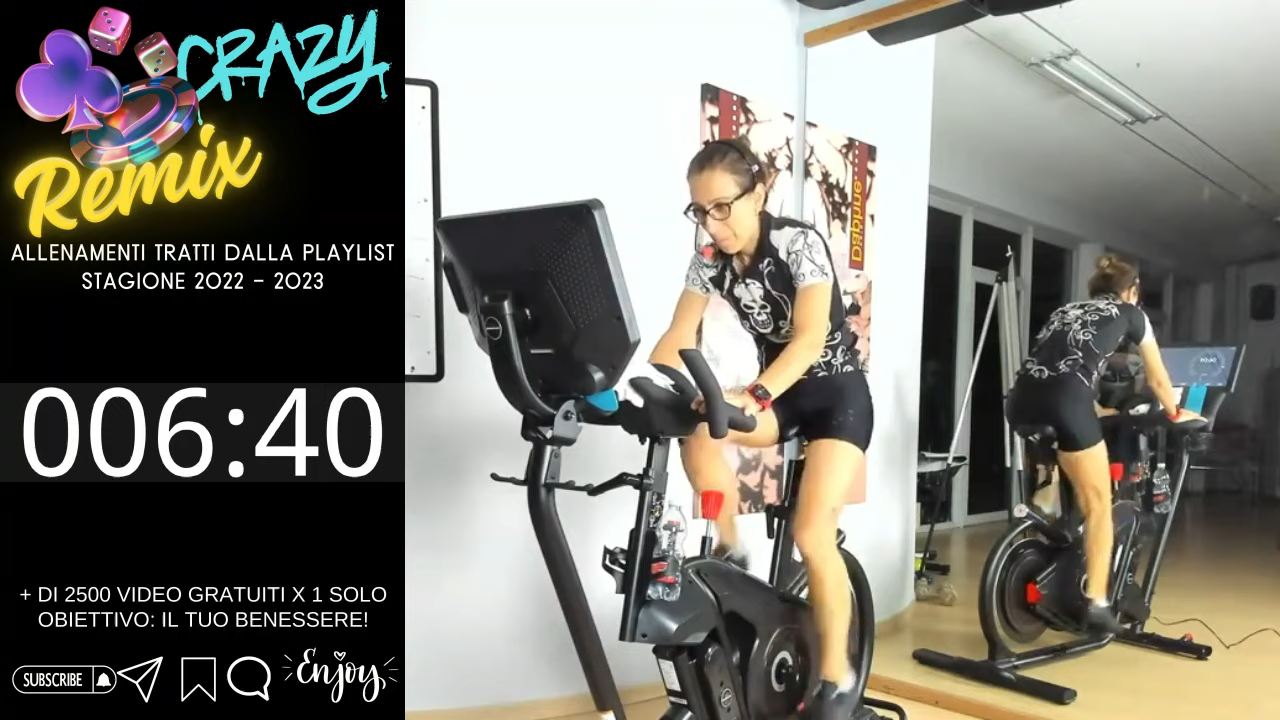 CRAZY
Remix
ALLENAMENTI TRATTI DALLA PLAYLIST
STAGIONE 2022 - 2023
006:40
+ DI 2500 VIDEO GRATUITI X 1 SOLO
OBIETTIVO: IL TUO BENESSERE!
SUBSCRIBE
Enjoy
Daphne...